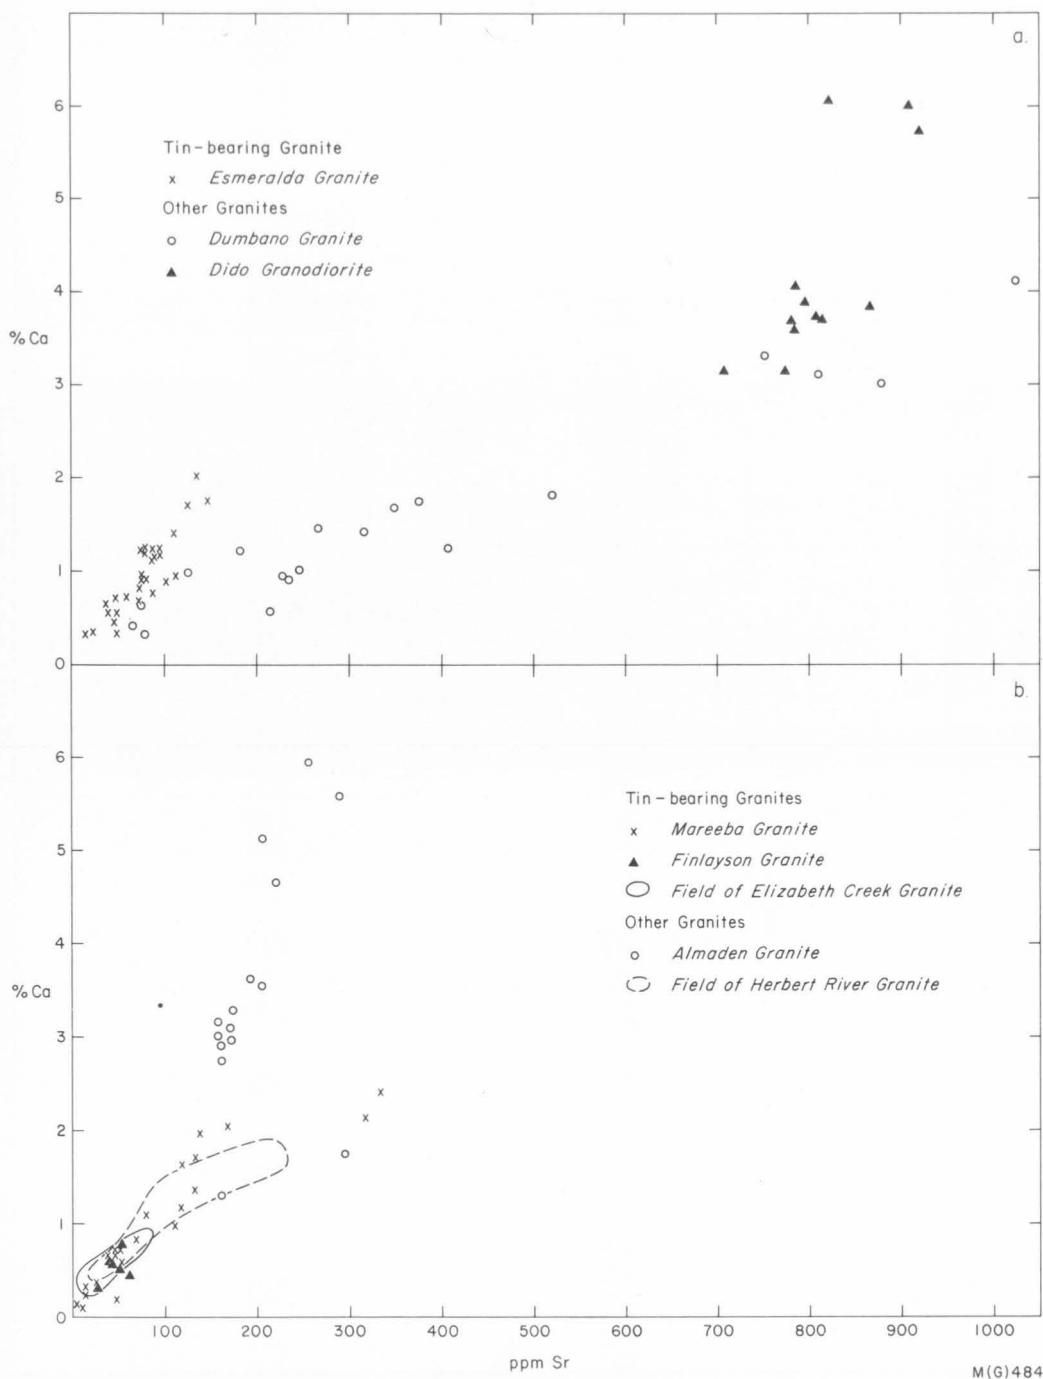 a.
6
Tin-bearing Granite
x Esmeralda Granite
5
Other Granites
Dumbano Granite
Dido Granodiorite
4
% Ca
3
2
1
0
b.
6
Tin-bearing Granites
x Mareeba Granite
Finlayson Granite
5
Field of Elizabeth Creek Granite
Other Granites
4
Almaden Granite
% Ca
Field of Herbert River Granite
3
2
1
0
100 200 300 400 500 600 700 800 900 1000
ppm Sr
M(G)484